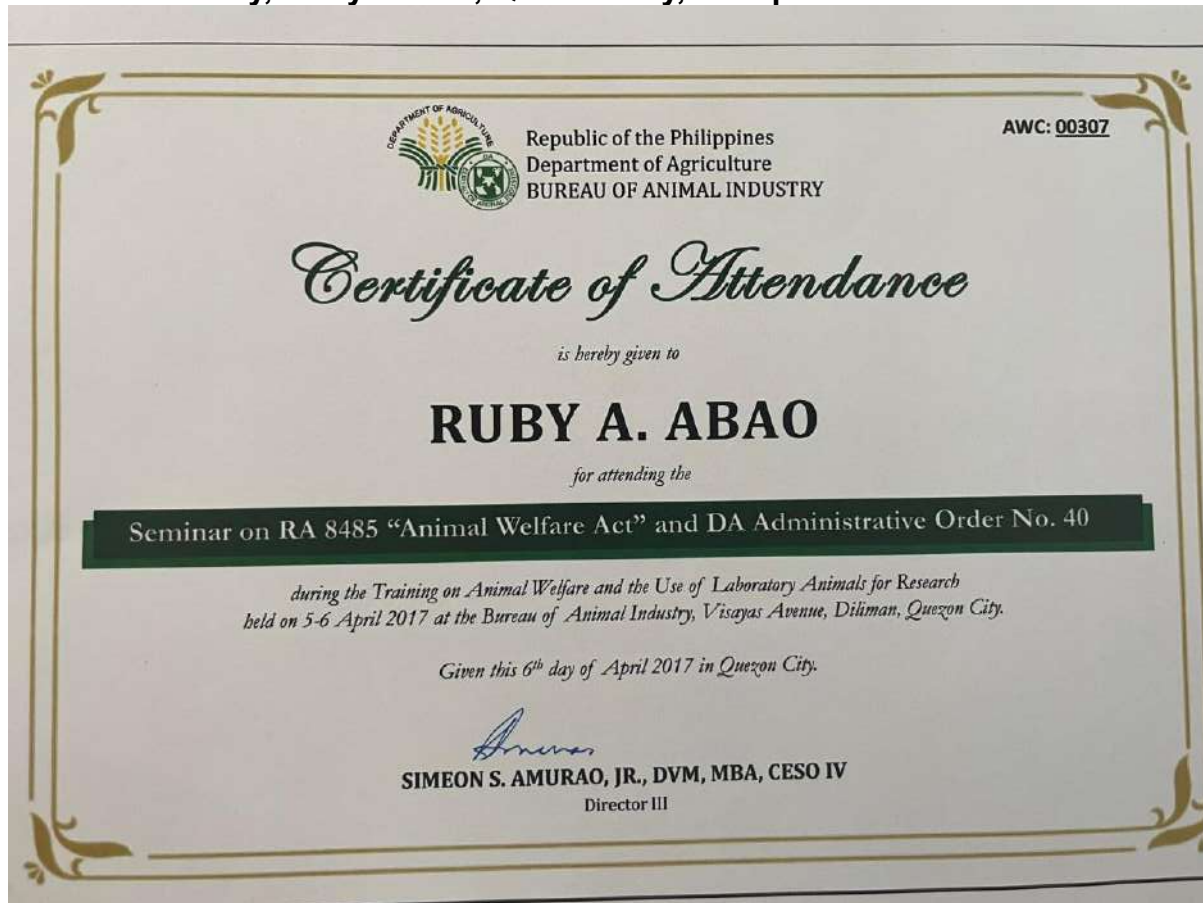 DEPARTMENT OF AGRICULTURE
DA
Republic of the Philippines
Department of Agriculture
BUREAU OF ANIMAL INDUSTRY
AWC: 00307
Certificate of Attendance
is hereby given to
RUBY A. ABAO
for attending the
Seminar on RA 8485 “Animal Welfare Act” and DA Administrative Order No. 40
during the Training on Animal Welfare and the Use of Laboratory Animals for Research
held on 5-6 April 2017 at the Bureau of Animal Industry, Visayas Avenue, Diliman, Quezon City.
Given this 6th day of April 2017 in Quezon City.
SIMEON S. AMURAO, JR., DVM, MBA, CESO IV
Director III